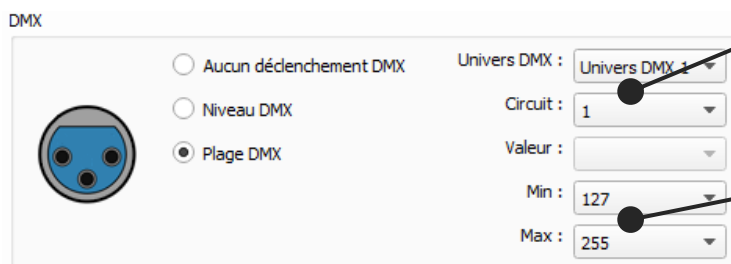 DMX
Aucun déclenchement DMX
Niveau DMX
Plage DMX
Univers DMX : Univers DMX 1
Circuit : 1
Valeur :
Min : 127
Max : 255